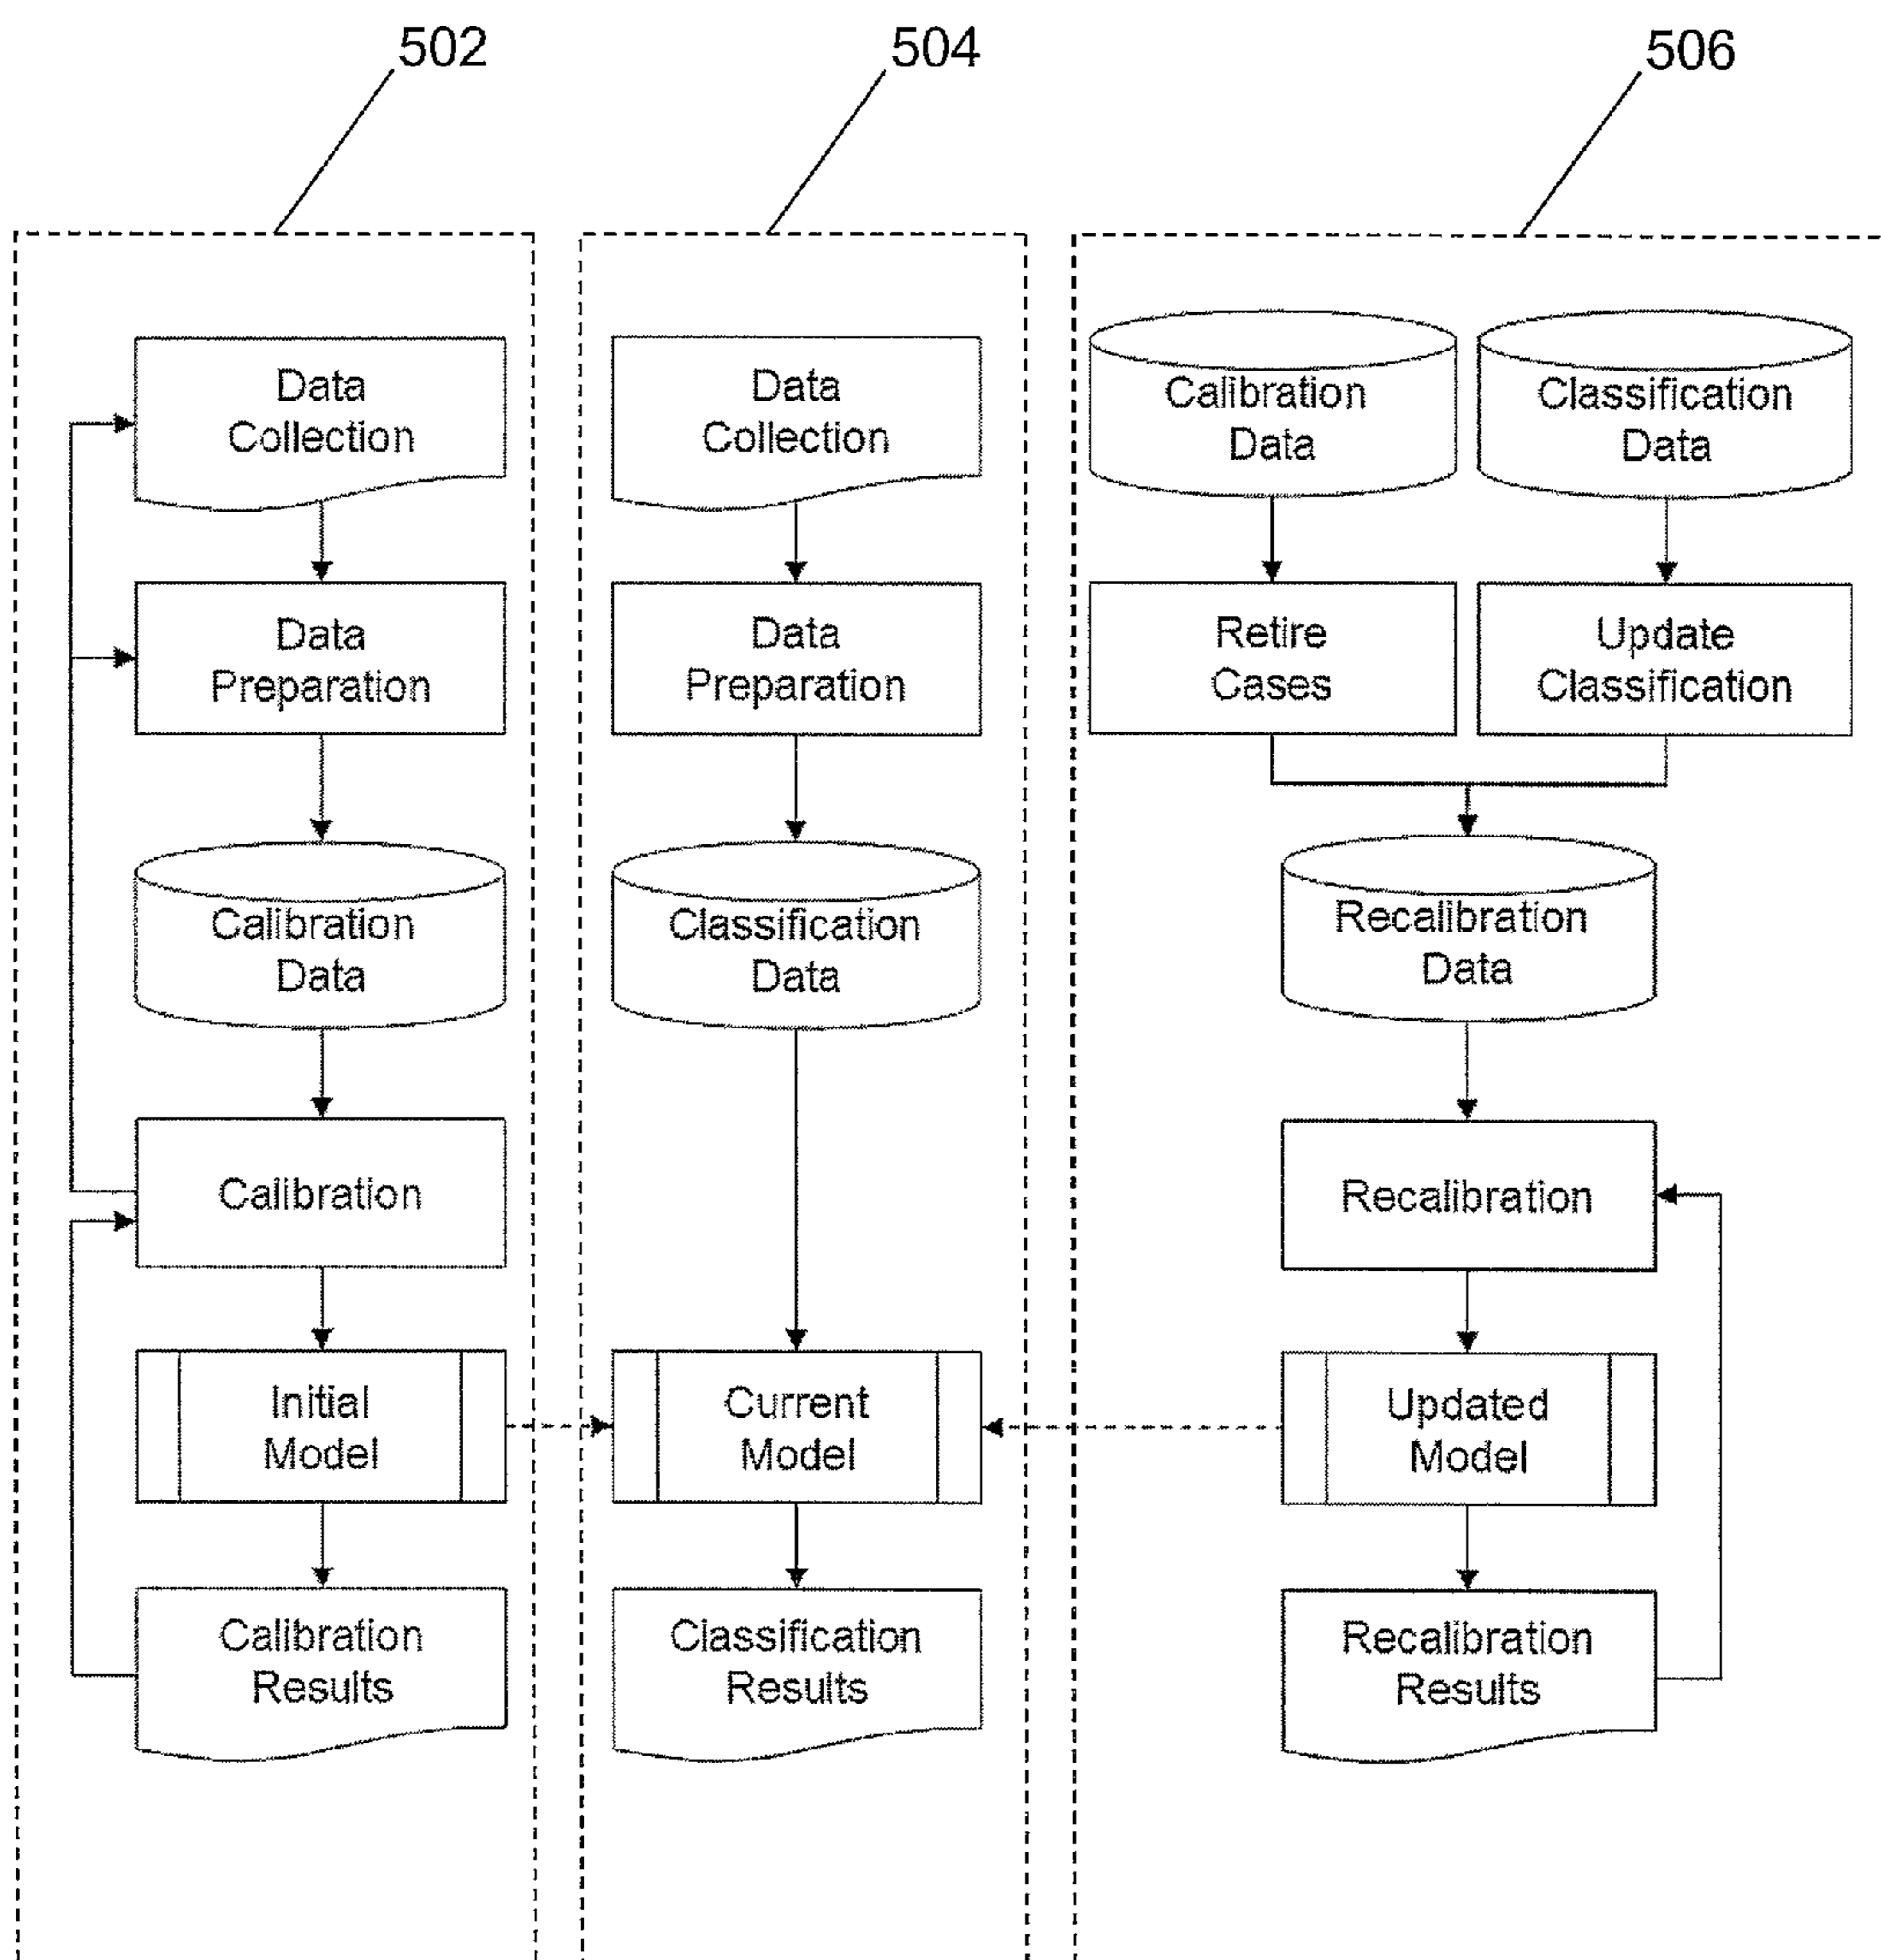 502
504
506
Data
Collection
Data
Preparation
Calibration
Data
Calibration
Initial
Model
Calibration
Results
Data
Collection
Data
Preparation
Classification
Data
Current
Model
Classification
Results
Calibration
Data
Classification
Data
Retire
Cases
Update
Classification
Recalibration
Data
Recalibration
Updated
Model
Recalibration
Results